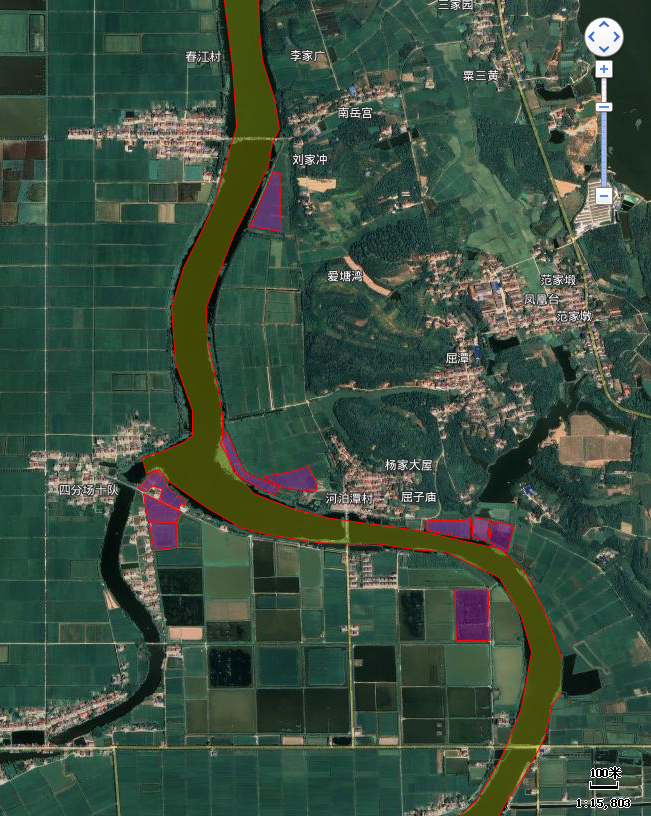 三家园
春江村
李家广
粟三黄
南岳宫
刘家冲
爱塘湾
范家塅
凤凰台
范家墩
屈潭
杨家大屋
四分场十队
河泊潭村
屈子庙
100米
1:15,803